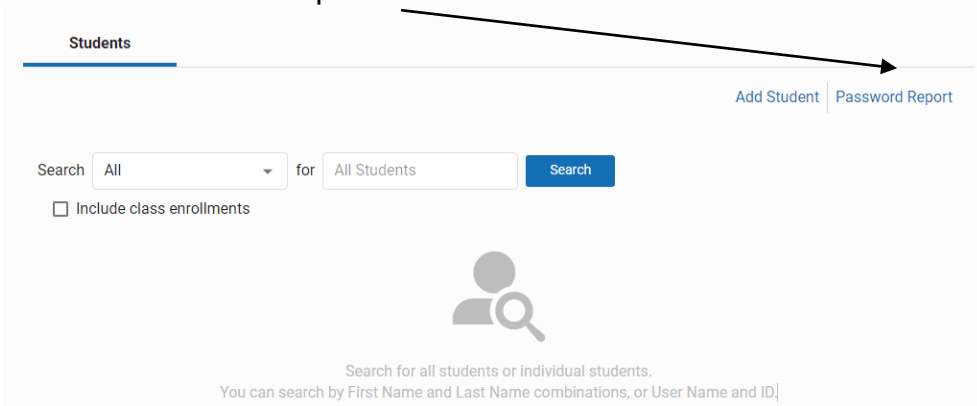 Students
Add Student Password Report
Search All for All Students Search
Include class enrollments
Search for all students or individual students.
You can search by First Name and Last Name combinations, or User Name and ID.